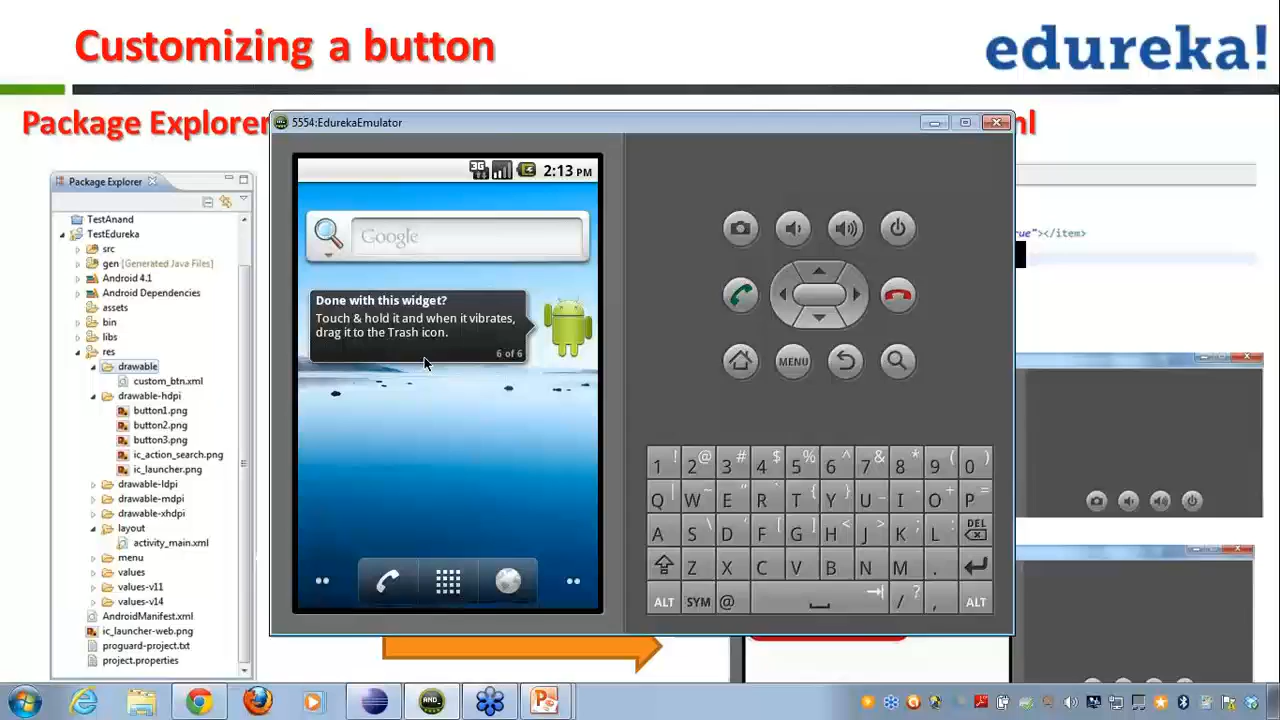 Customizing a button
edureka!
Package Explorer
ml
5554:EdurekaEmulator
Package Explorer
TestAnand
TestEdureka
src
gen [Generated Java Files]
Android 4.1
Android Dependencies
assets
bin
libs
res
drawable
custom_btn.xml
drawable-hdpi
button1.png
button2.png
button3.png
ic_action_search.png
ic_launcher.png
drawable-ldpi
drawable-mdpi
drawable-xhdpi
layout
activity_main.xml
menu
values
values-v11
values-v14
AndroidManifest.xml
ic_launcher-web.png
proguard-project.txt
project.properties
3G
2:13 PM
Google
Done with this widget?
Touch & hold it and when it vibrates,
drag it to the Trash icon.
6 of 6
MENU
1 ! 2 @ 3 # 4 $ 5 % 6 ^ 7 & 8 * 9 ( 0 )
Q | W ~ E " R ` T { Y } U _ I - O + P =
A S \ D ' F [ G ] H < J > K ; L : DEL
Z X C V B N M .
ALT SYM @ / ? , ALT
rue"></item>
AND_